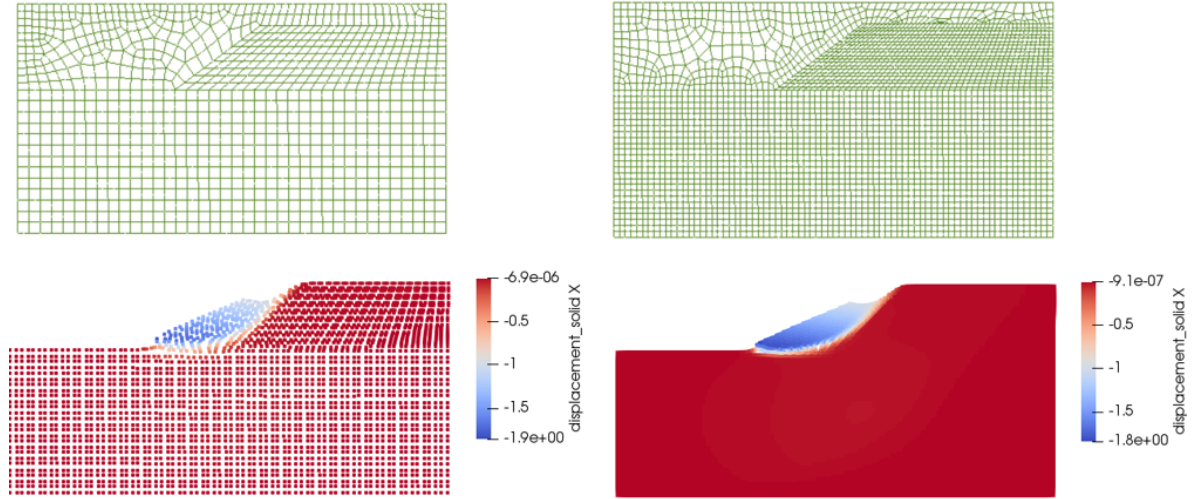 -6.9e-06
-0.5
-1
-1.5
-1.9e+00
displacement_solid X
-9.1e-07
-0.5
-1
-1.5
-1.8e+00
displacement_solid X